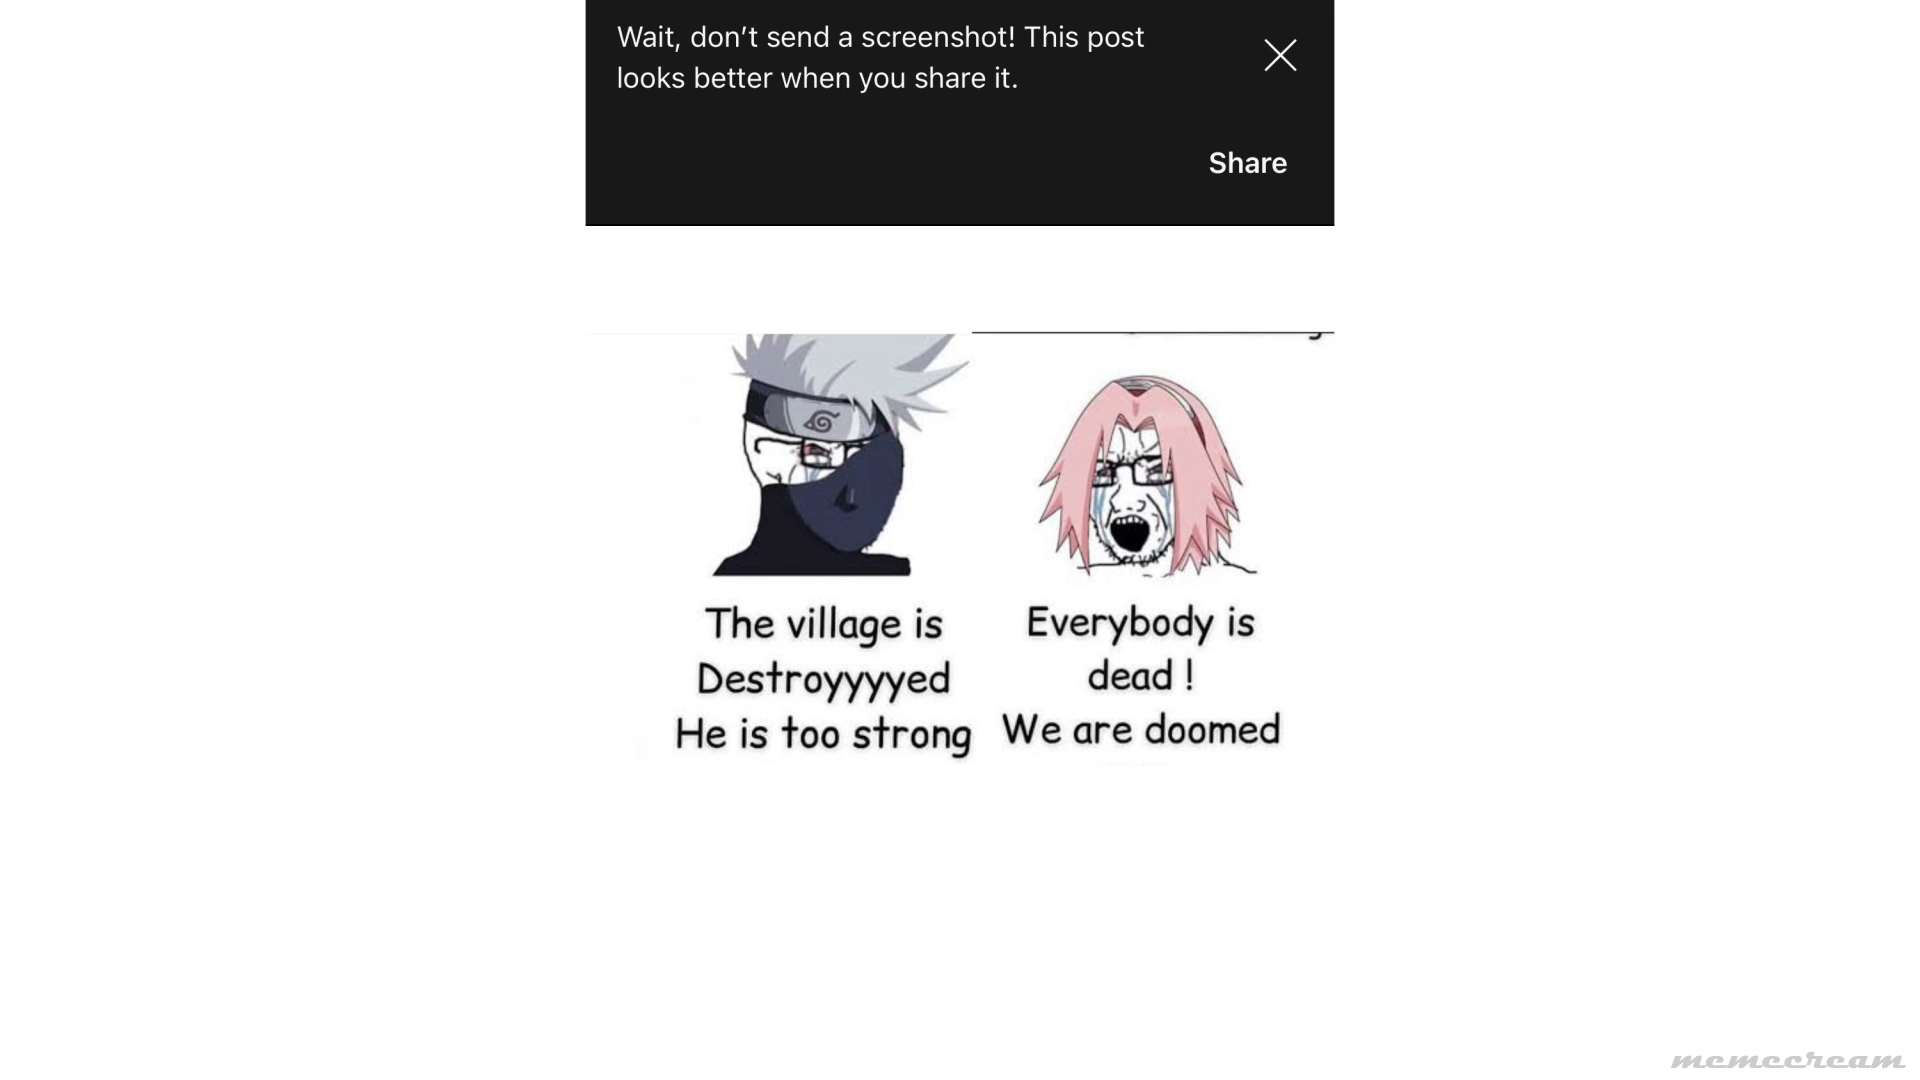 Wait, don't send a screenshot! This post
looks better when you share it.
Share
The village is
Destroyyyyed
He is too strong
Everybody is
dead !
We are doomed
memecream